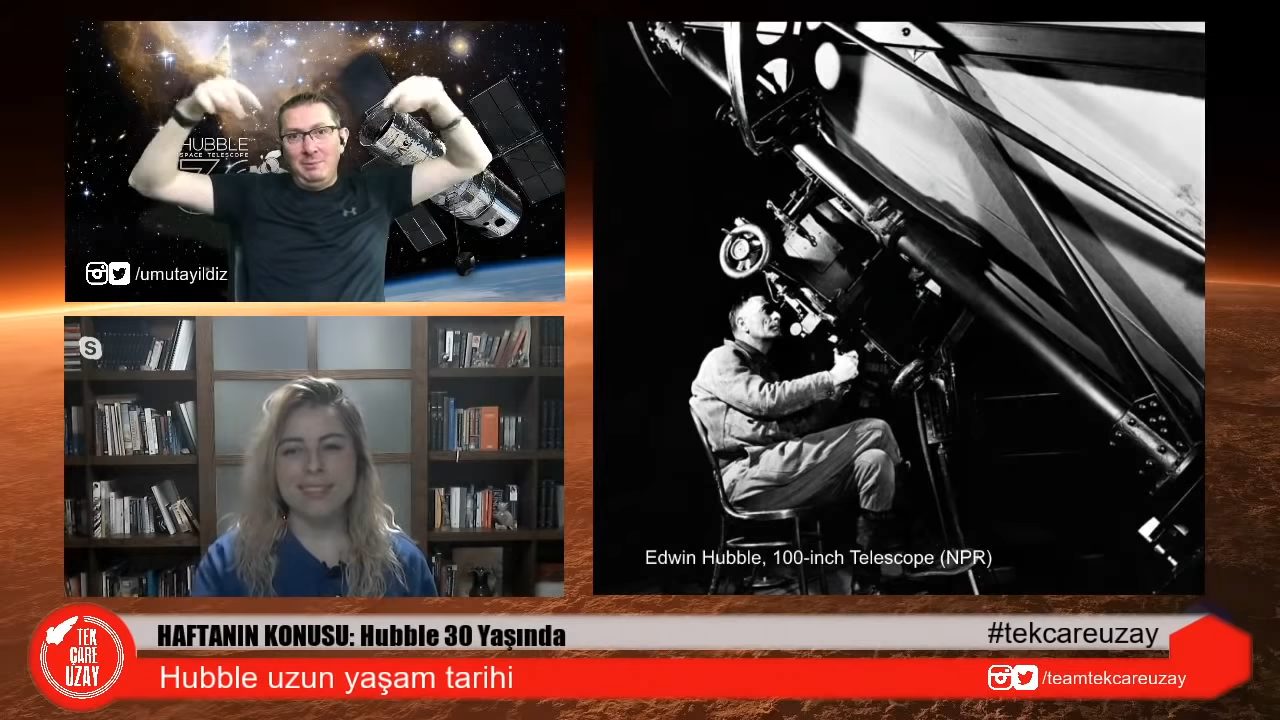 HUBBLE
SPACE TELESCOPE
/umutayildiz
S
Edwin Hubble, 100-inch Telescope (NPR)
HAFTANIN KONUSU: Hubble 30 Yaşında
#tekcareuzay
TEK
ÇARE
UZAY
Hubble uzun yaşam tarihi
/teamtekcareuzay